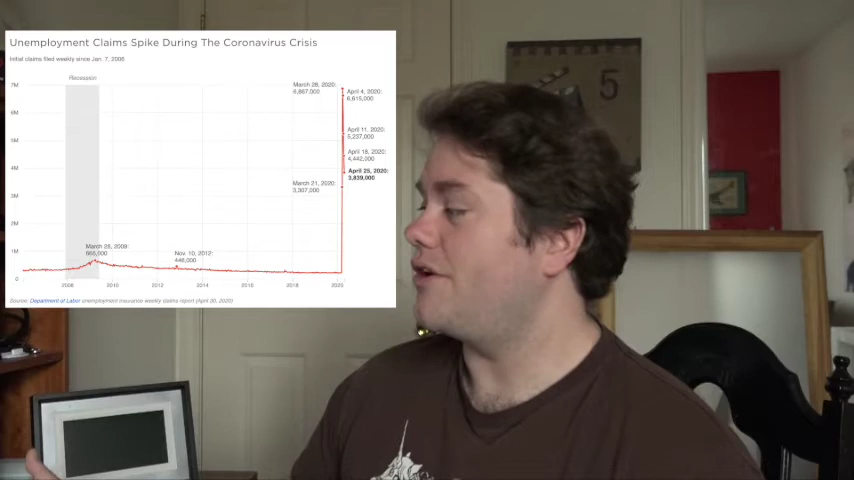 Unemployment Claims Spike During The Coronavirus Crisis
Initial claims filed weekly since Jan. 7, 2006
Recession
7M
6M
5M
4M
3M
2M
1M
0
March 28, 2020:
6,867,000
April 4, 2020:
6,615,000
April 11, 2020:
5,237,000
April 18, 2020:
4,442,000
April 25, 2020:
3,839,000
March 21, 2020:
3,307,000
March 28, 2009:
665,000
Nov. 10, 2012:
446,000
2008
2010
2012
2014
2016
2018
2020
Source: Department of Labor unemployment insurance weekly claims report (April 30, 2020)
5